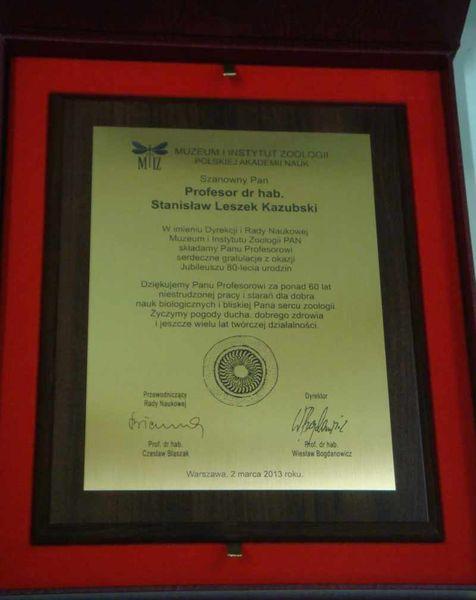 MIIZ
MUZEUM I INSTYTUT ZOOLOGII
POLSKIEJ AKADEMII NAUK
Szanowny Pan
Profesor dr hab.
Stanisław Leszek Kazubski
W imieniu Dyrekcji i Rady Naukowej
Muzeum i Instytutu Zoologii PAN
składamy Panu Profesorowi
serdeczne gratulacje z okazji
Jubileuszu 80-lecia urodzin
Dziękujemy Panu Profesorowi za ponad 60 lat
niestrudzonej pracy i starań dla dobra
nauk biologicznych i bliskiej Pana sercu zoologii.
Życzymy pogody ducha, dobrego zdrowia
i jeszcze wielu lat twórczej działalności.
Przewodniczący
Rady Naukowej
Dyrektor
WBogdanowicz
Prof. dr hab.
Czesław Błaszak
Prof. dr hab.
Wiesław Bogdanowicz
Warszawa, 2 marca 2013 roku.